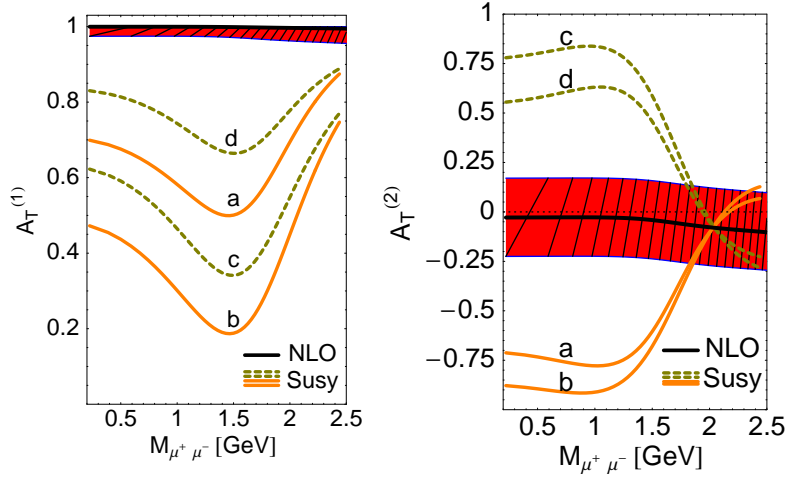 A_T^(1)
1
0.8
0.6
0.4
0.2
d
a
c
b
NLO
Susy
0.5 1 1.5 2 2.5
M_μ⁺ μ⁻ [GeV]
A_T^(2)
1
0.75
0.5
0.25
0
−0.25
−0.5
−0.75
c
d
a
b
NLO
Susy
0.5 1 1.5 2 2.5
M_μ⁺ μ⁻ [GeV]